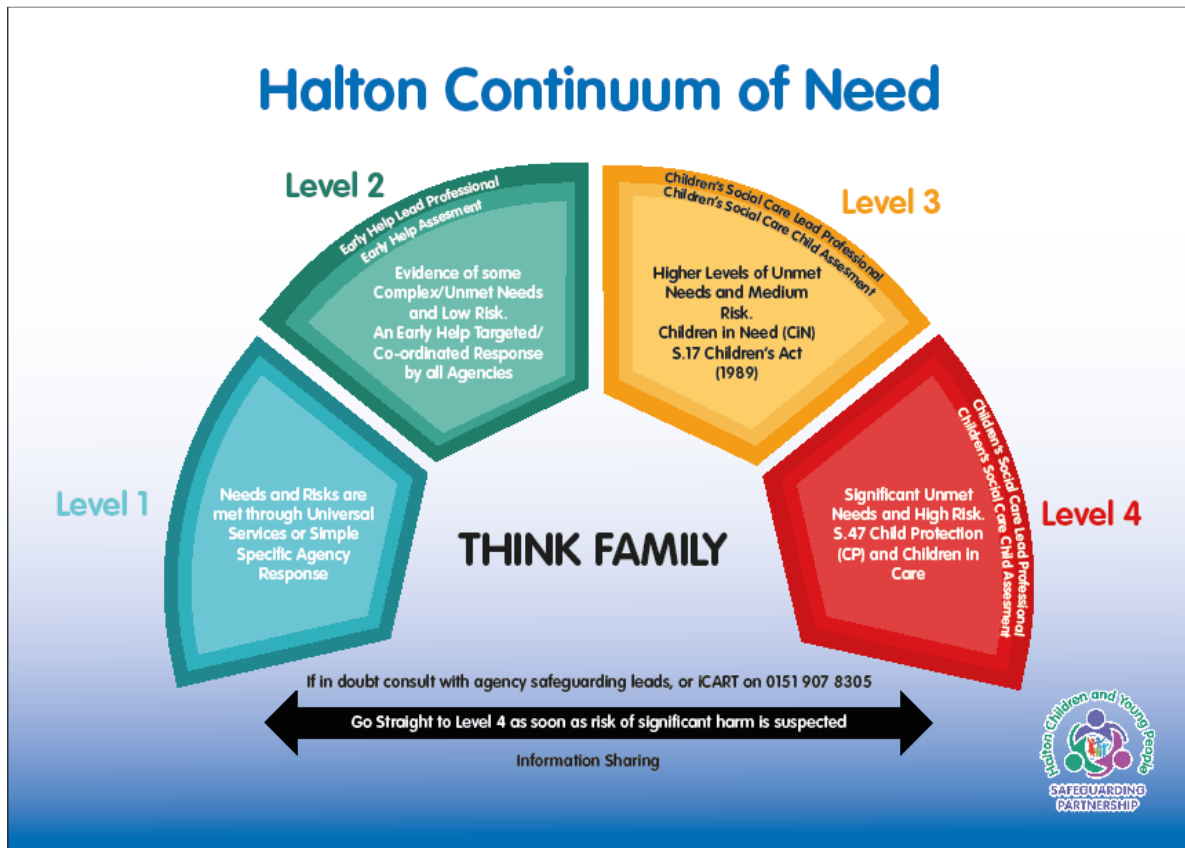 Halton Continuum of Need
Level 1
Needs and Risks are
met through Universal
Services or Simple
Specific Agency
Response
Level 2
Early Help Lead Professional
Early Help Assesment
Evidence of some
Complex/Unmet Needs
and Low Risk.
An Early Help Targeted/
Co-ordinated Response
by all Agencies
Level 3
Children's Social Care Lead Professional
Children's Social Care Child Assesment
Higher Levels of Unmet
Needs and Medium
Risk.
Children in Need (CiN)
S.17 Children's Act
(1989)
Level 4
Children's Social Care Lead Professional
Children's Social Care Child Assesment
Significant Unmet
Needs and High Risk.
S.47 Child Protection
(CP) and Children in
Care
THINK FAMILY
If in doubt consult with agency safeguarding leads, or iCART on 0151 907 8305
Go Straight to Level 4 as soon as risk of significant harm is suspected
Information Sharing
Halton Children and Young People
SAFEGUARDING
PARTNERSHIP